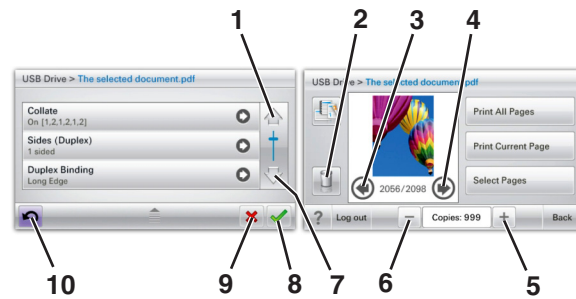 1
2
3
4
USB Drive > The selected document.pdf
Collate
On [1,2,1,2,1,2]
Sides (Duplex)
1 sided
Duplex Binding
Long Edge
USB Drive > The selected document.pdf
Print All Pages
Print Current Page
Select Pages
2056/2098
? Log out
Copies: 999
Back
10
9
8
7
6
5